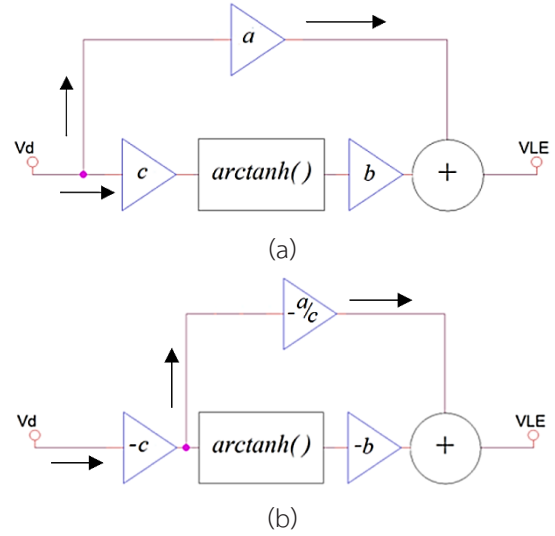 a
Vd
c
arctanh()
b
+
VLE
(a)
-a/c
Vd
-c
arctanh()
-b
+
VLE
(b)